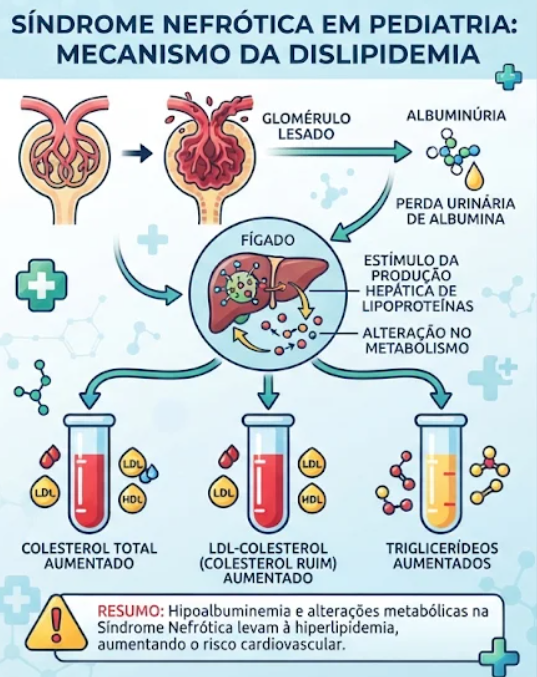 SÍNDROME NEFRÓTICA EM PEDIATRIA:
MECANISMO DA DISLIPIDEMIA
GLOMÉRULO
LESADO
ALBUMINÚRIA
PERDA URINÁRIA
DE ALBUMINA
FÍGADO
ESTÍMULO DA
PRODUÇÃO
HEPÁTICA DE
LIPOPROTEÍNAS
ALTERAÇÃO NO
METABOLISMO
LDL
LDL
HDL
COLESTEROL TOTAL
AUMENTADO
LDL
LDL
HDL
LDL-COLESTEROL
(COLESTEROL RUIM)
AUMENTADO
TRIGLICERÍDEOS
AUMENTADOS
RESUMO: Hipoalbuminemia e alterações metabólicas na
Síndrome Nefrótica levam à hiperlipidemia,
aumentando o risco cardiovascular.